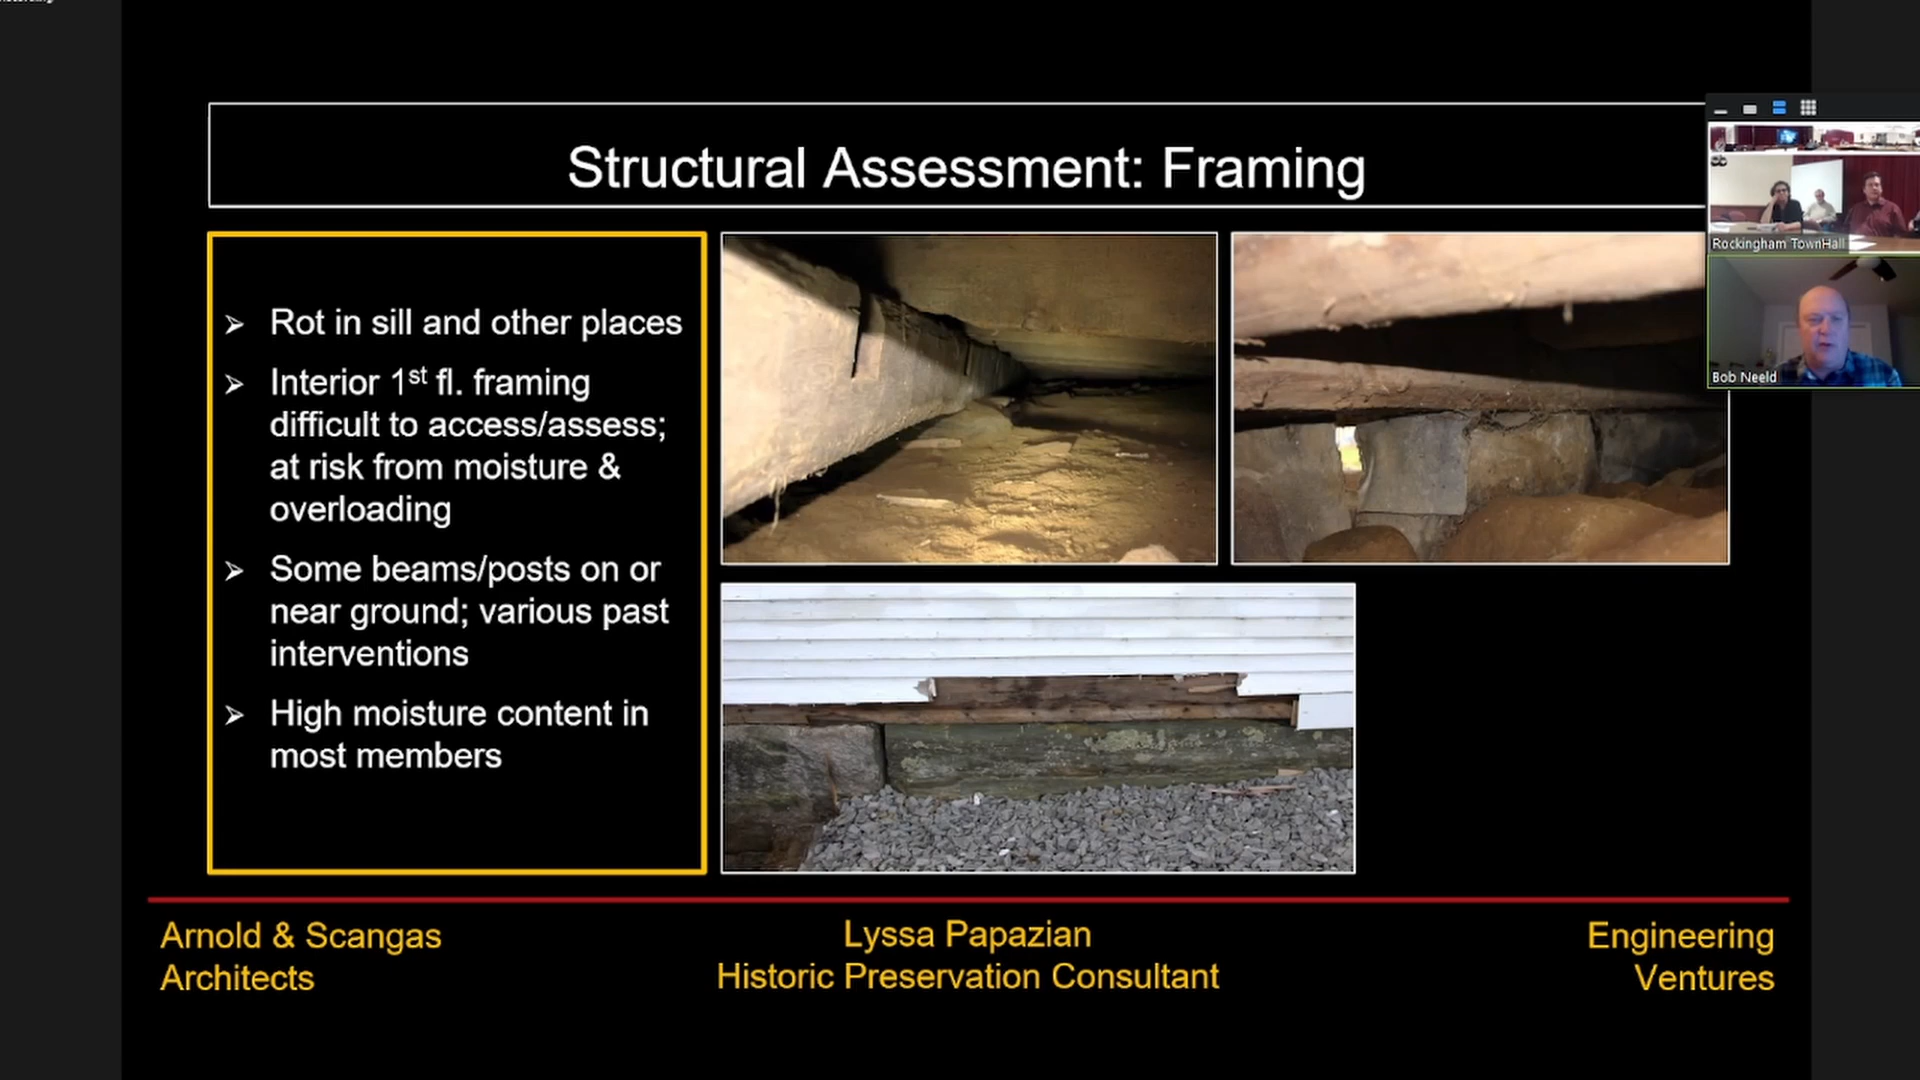 Structural Assessment: Framing
Rockingham TownHall
Bob Neeld
➢ Rot in sill and other places
➢ Interior 1st fl. framing
difficult to access/assess;
at risk from moisture &
overloading
➢ Some beams/posts on or
near ground; various past
interventions
➢ High moisture content in
most members
Arnold & Scangas
Architects
Lyssa Papazian
Historic Preservation Consultant
Engineering
Ventures